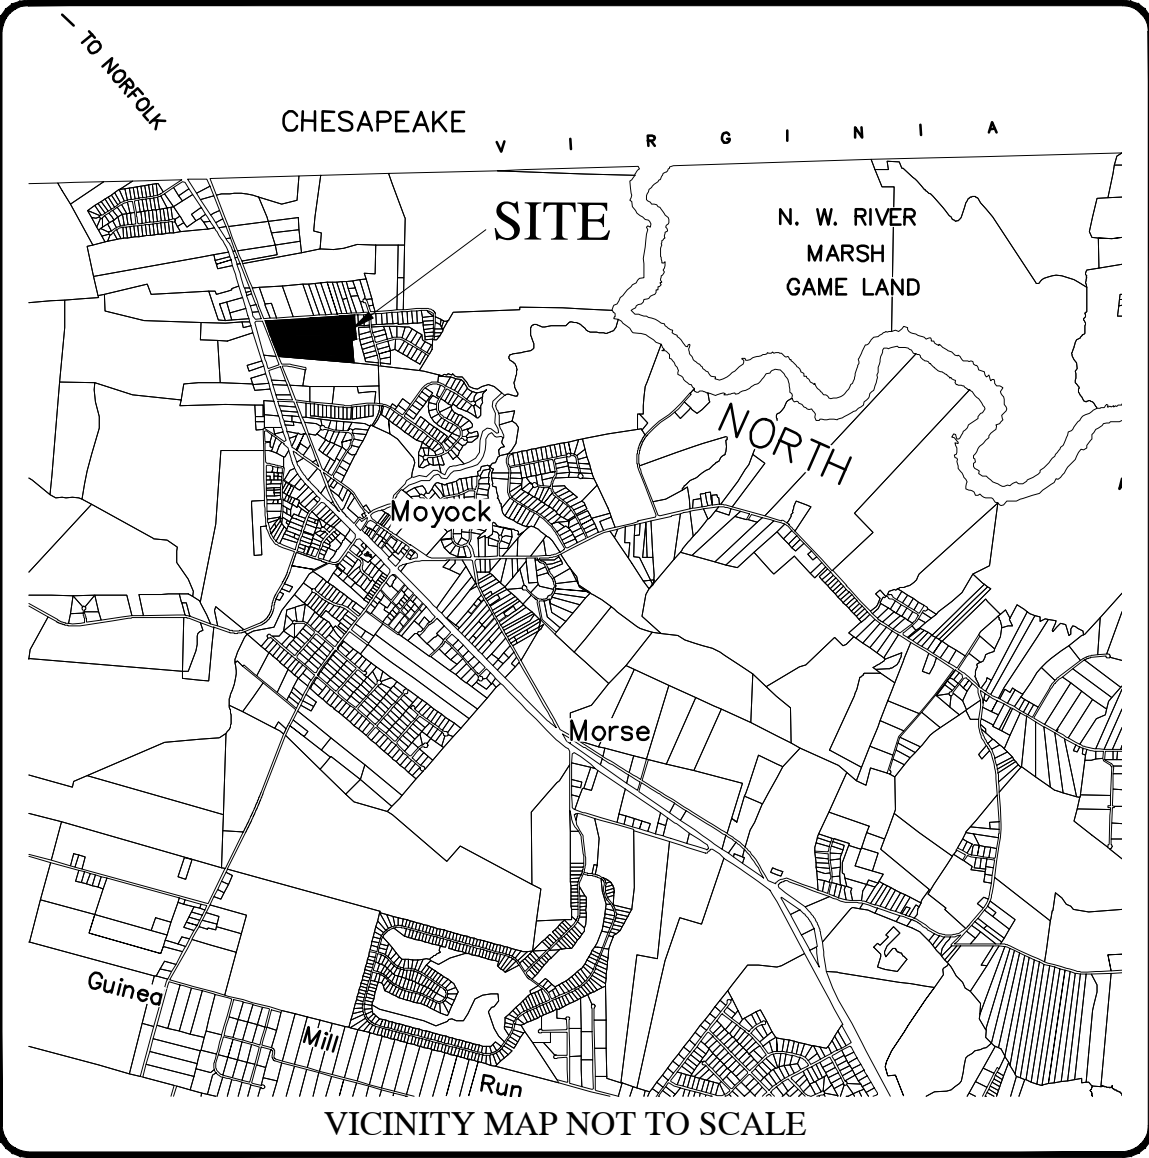 TO NORFOLK
CHESAPEAKE
VIRGINIA
SITE
N. W. RIVER
MARSH
GAME LAND
NORTH
Moyock
Morse
Guinea
Mill
Run
VICINITY MAP NOT TO SCALE